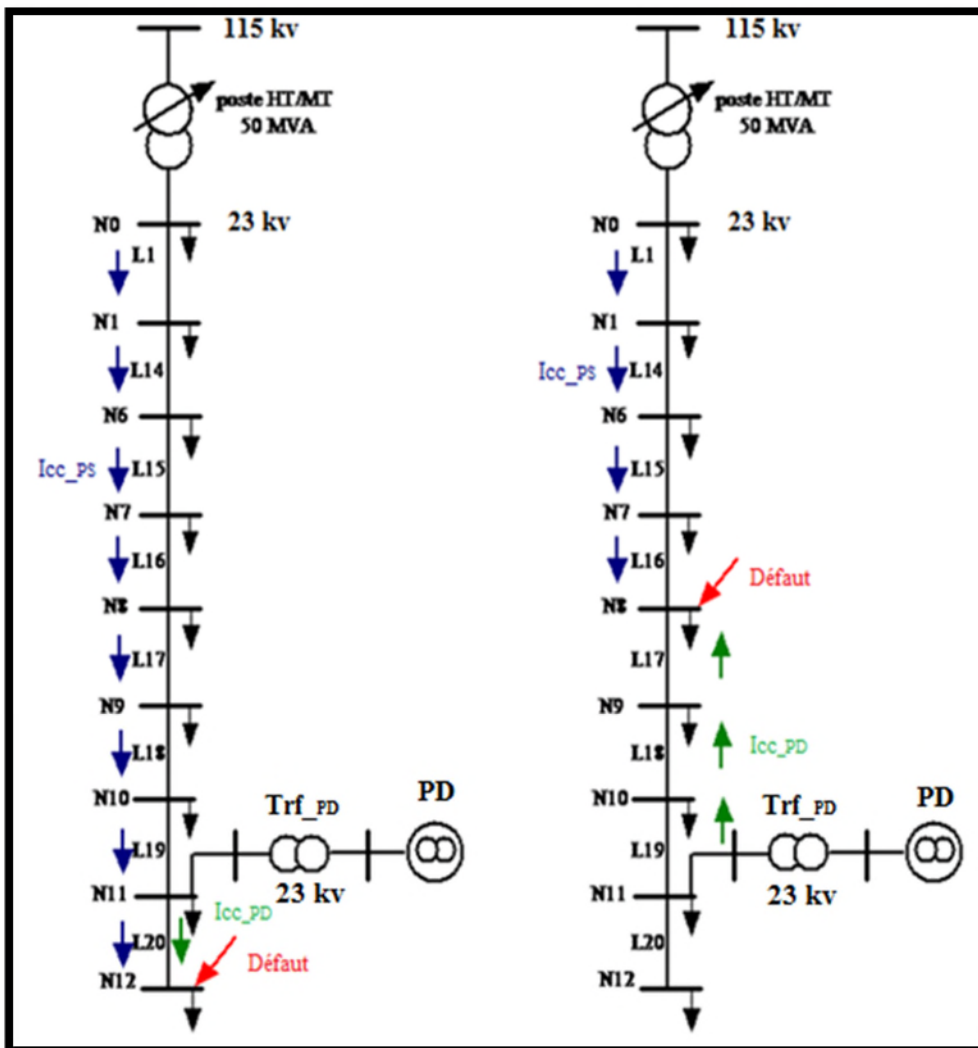 115 kv
poste HT/MT
50 MVA
N0
23 kv
L1
N1
L14
N6
Icc_PS
L15
N7
L16
N8
L17
N9
L18
N10
Trf_PD
PD
L19
N11
23 kv
Icc_PD
L20
Défaut
N12
115 kv
poste HT/MT
50 MVA
N0
23 kv
L1
N1
Icc_PS
L14
N6
L15
N7
L16
Défaut
N8
L17
N9
Icc_PD
L18
N10
Trf_PD
PD
L19
N11
23 kv
L20
N12